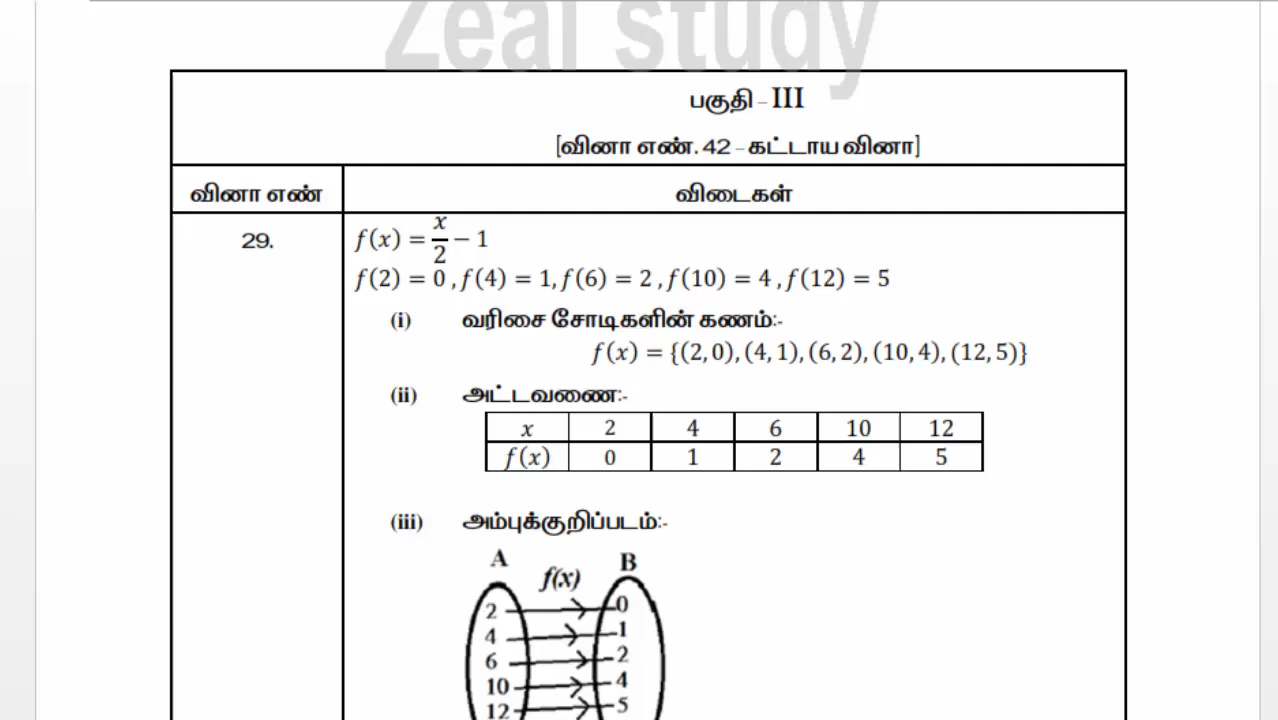 Zeal study
பகுதி – III
[வினா எண். 42 – கட்டாய வினா]
வினா எண் விடைகள்
29. f(x) = x/2 − 1
f(2) = 0 , f(4) = 1, f(6) = 2 , f(10) = 4 , f(12) = 5
(i) வரிசை சோடிகளின் கணம்:-
f(x) = {(2, 0), (4, 1), (6, 2), (10, 4), (12, 5)}
(ii) அட்டவணை:-
x 2 4 6 10 12
f(x) 0 1 2 4 5
(iii) அம்புக்குறிப்படம்:-
A B
f(x)
2 0
4 1
6 2
10 4
12 5